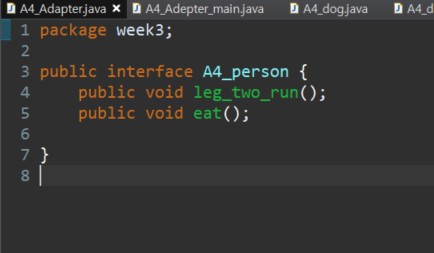 A4_Adapter.java A4_Adepter_main.java A4_dog.java A4_d
1 package week3;
2
3 public interface A4_person {
4 public void leg_two_run();
5 public void eat();
6
7 }
8